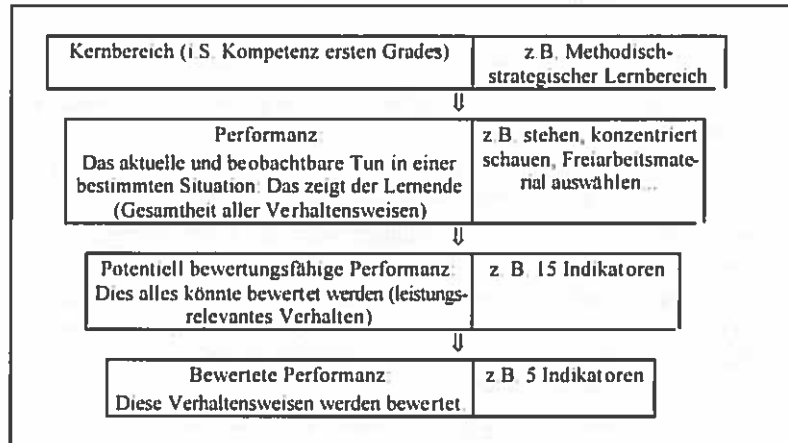 Kernbereich (i.S. Kompetenz ersten Grades)
z.B. Methodisch-
strategischer Lernbereich
⇓
Performanz:
Das aktuelle und beobachtbare Tun in einer
bestimmten Situation: Das zeigt der Lernende
(Gesamtheit aller Verhaltensweisen)
z.B. stehen, konzentriert
schauen, Freiarbeitsmate-
rial auswählen...
⇓
Potentiell bewertungsfähige Performanz:
Dies alles könnte bewertet werden (leistungs-
relevantes Verhalten)
z. B. 15 Indikatoren
⇓
Bewertete Performanz:
Diese Verhaltensweisen werden bewertet.
z.B. 5 Indikatoren